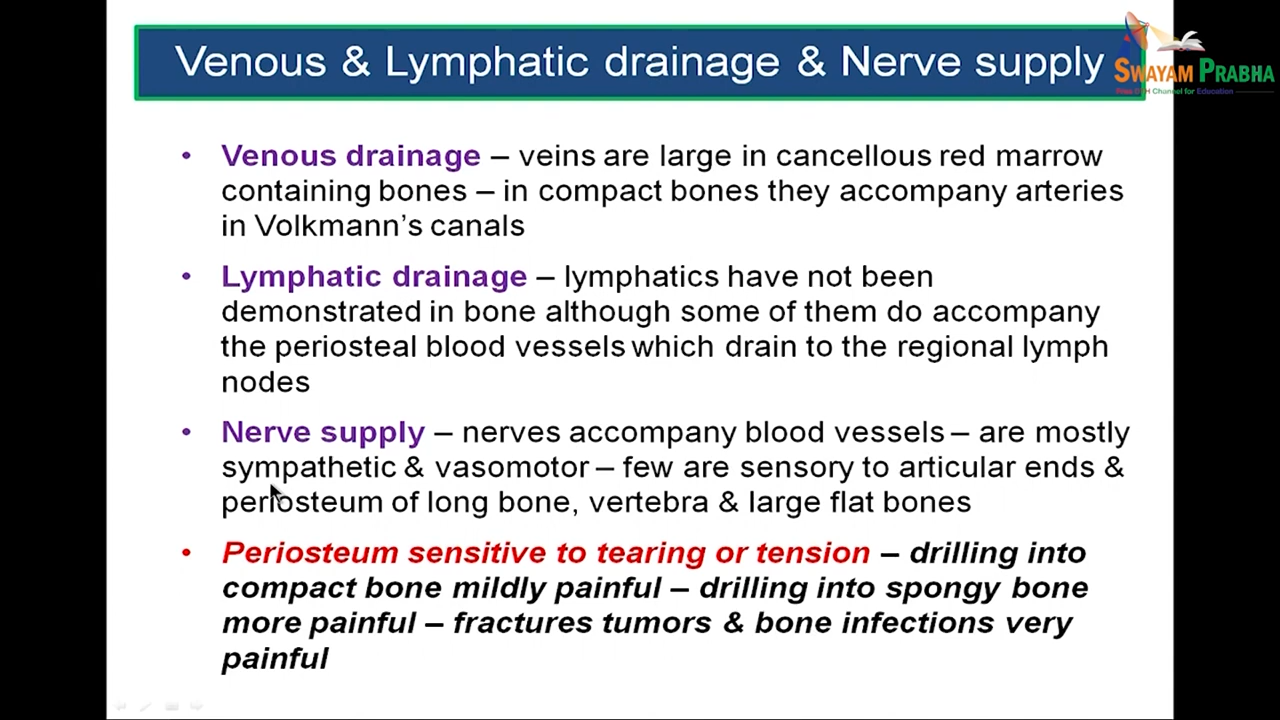 Venous & Lymphatic drainage & Nerve supply
SWAYAM PRABHA
• Venous drainage – veins are large in cancellous red marrow
containing bones – in compact bones they accompany arteries
in Volkmann's canals
• Lymphatic drainage – lymphatics have not been
demonstrated in bone although some of them do accompany
the periosteal blood vessels which drain to the regional lymph
nodes
• Nerve supply – nerves accompany blood vessels – are mostly
sympathetic & vasomotor – few are sensory to articular ends &
periosteum of long bone, vertebra & large flat bones
• Periosteum sensitive to tearing or tension – drilling into
compact bone mildly painful – drilling into spongy bone
more painful – fractures tumors & bone infections very
painful